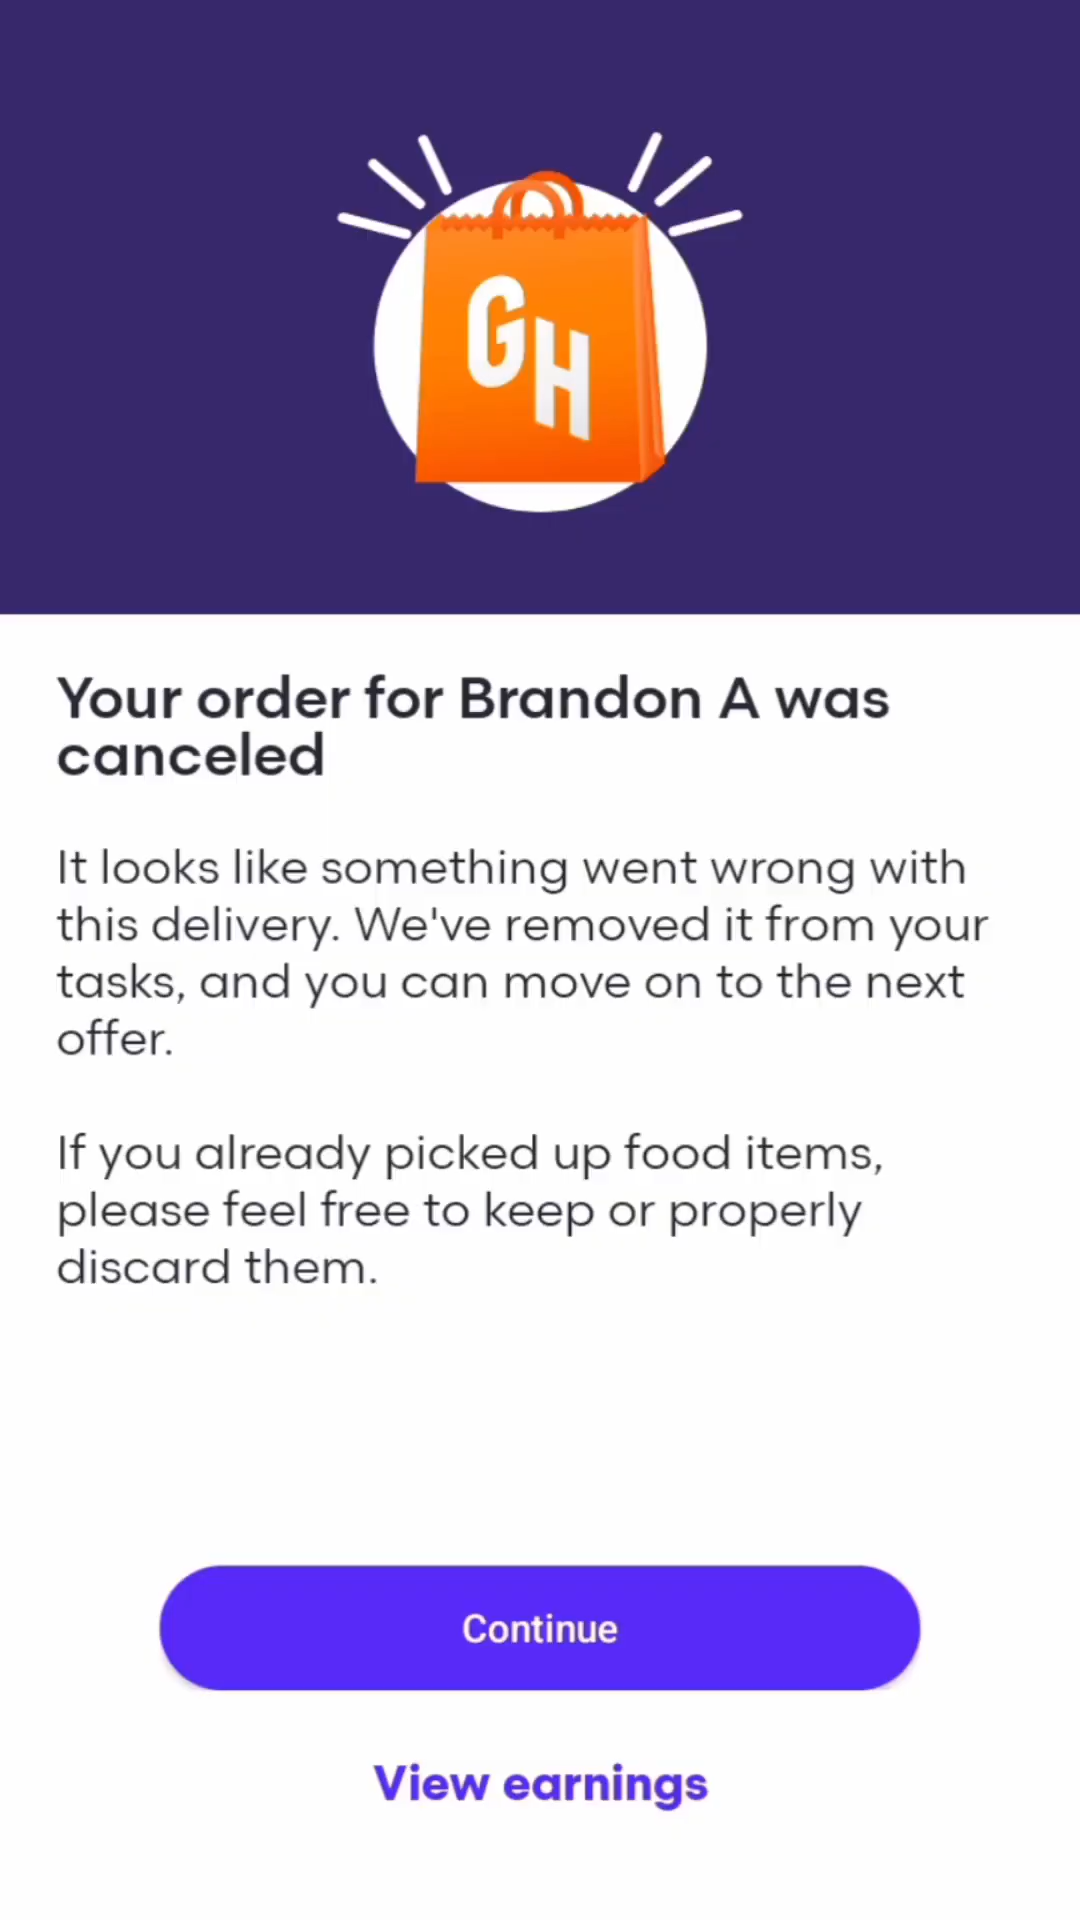 GH
Your order for Brandon A was
canceled
It looks like something went wrong with
this delivery. We've removed it from your
tasks, and you can move on to the next
offer.
If you already picked up food items,
please feel free to keep or properly
discard them.
Continue
View earnings